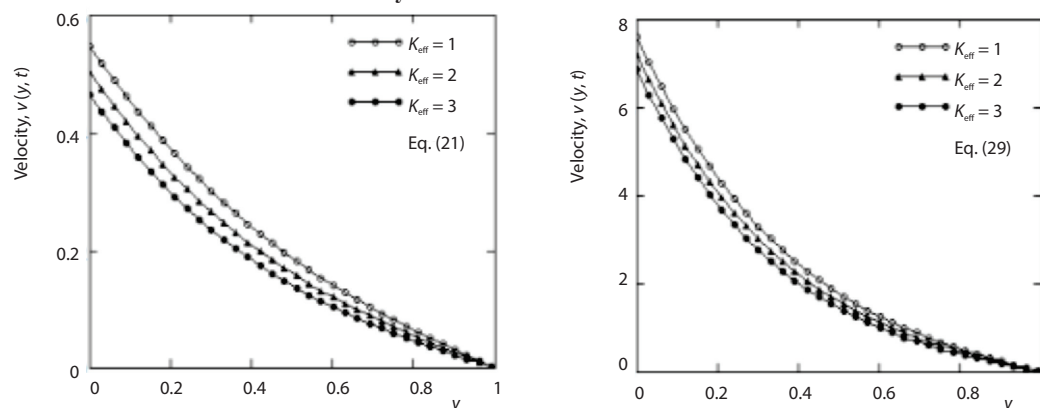 0.6
0.4
0.2
0
Velocity, v (y, t)
K_eff = 1
K_eff = 2
K_eff = 3
Eq. (21)
0 0.2 0.4 0.6 0.8 1
y
8
6
4
2
0
Velocity, v (y, t)
K_eff = 1
K_eff = 2
K_eff = 3
Eq. (29)
0 0.2 0.4 0.6 0.8
y